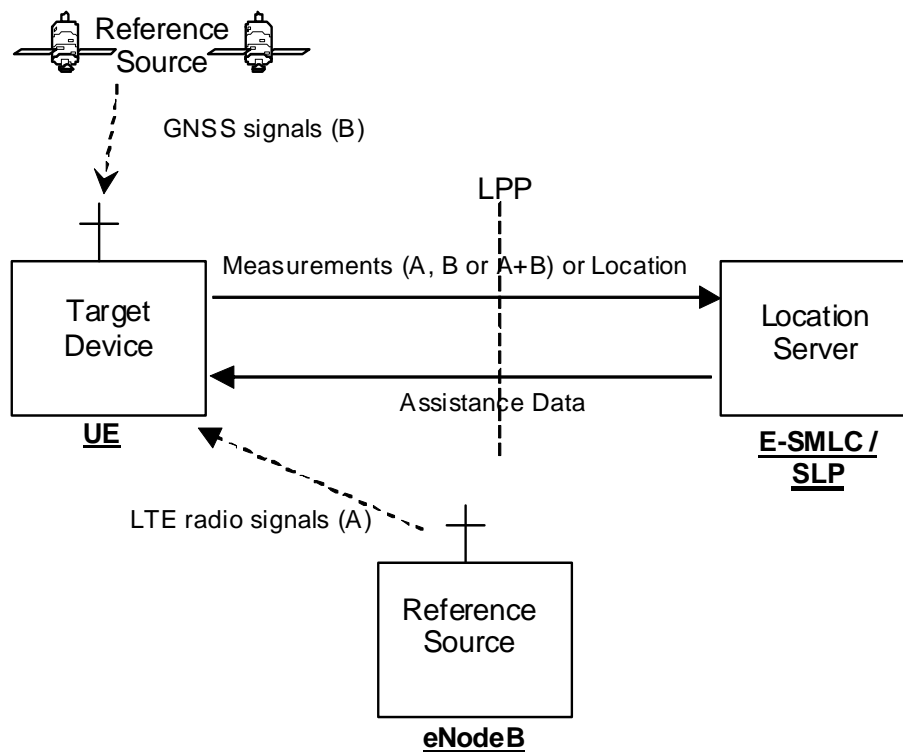 Reference
Source
GNSS signals (B)
LPP
Measurements (A, B or A+B) or Location
Target
Device
Location
Server
Assistance Data
UE
E-SMLC /
SLP
LTE radio signals (A)
Reference
Source
eNodeB